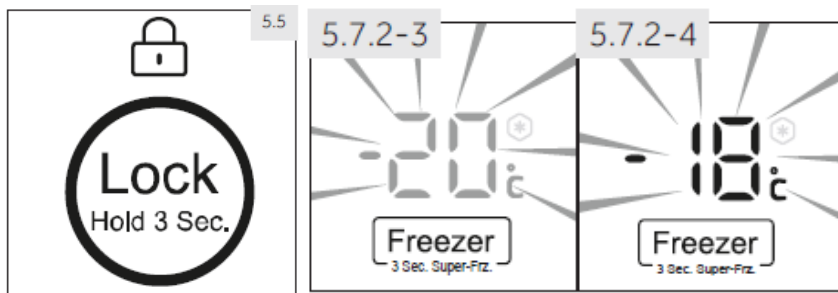 5.5
Lock
Hold 3 Sec.
5.7.2-3
-20°c
Freezer
3 Sec. Super-Frz.
5.7.2-4
-18°c
Freezer
3 Sec. Super-Frz.